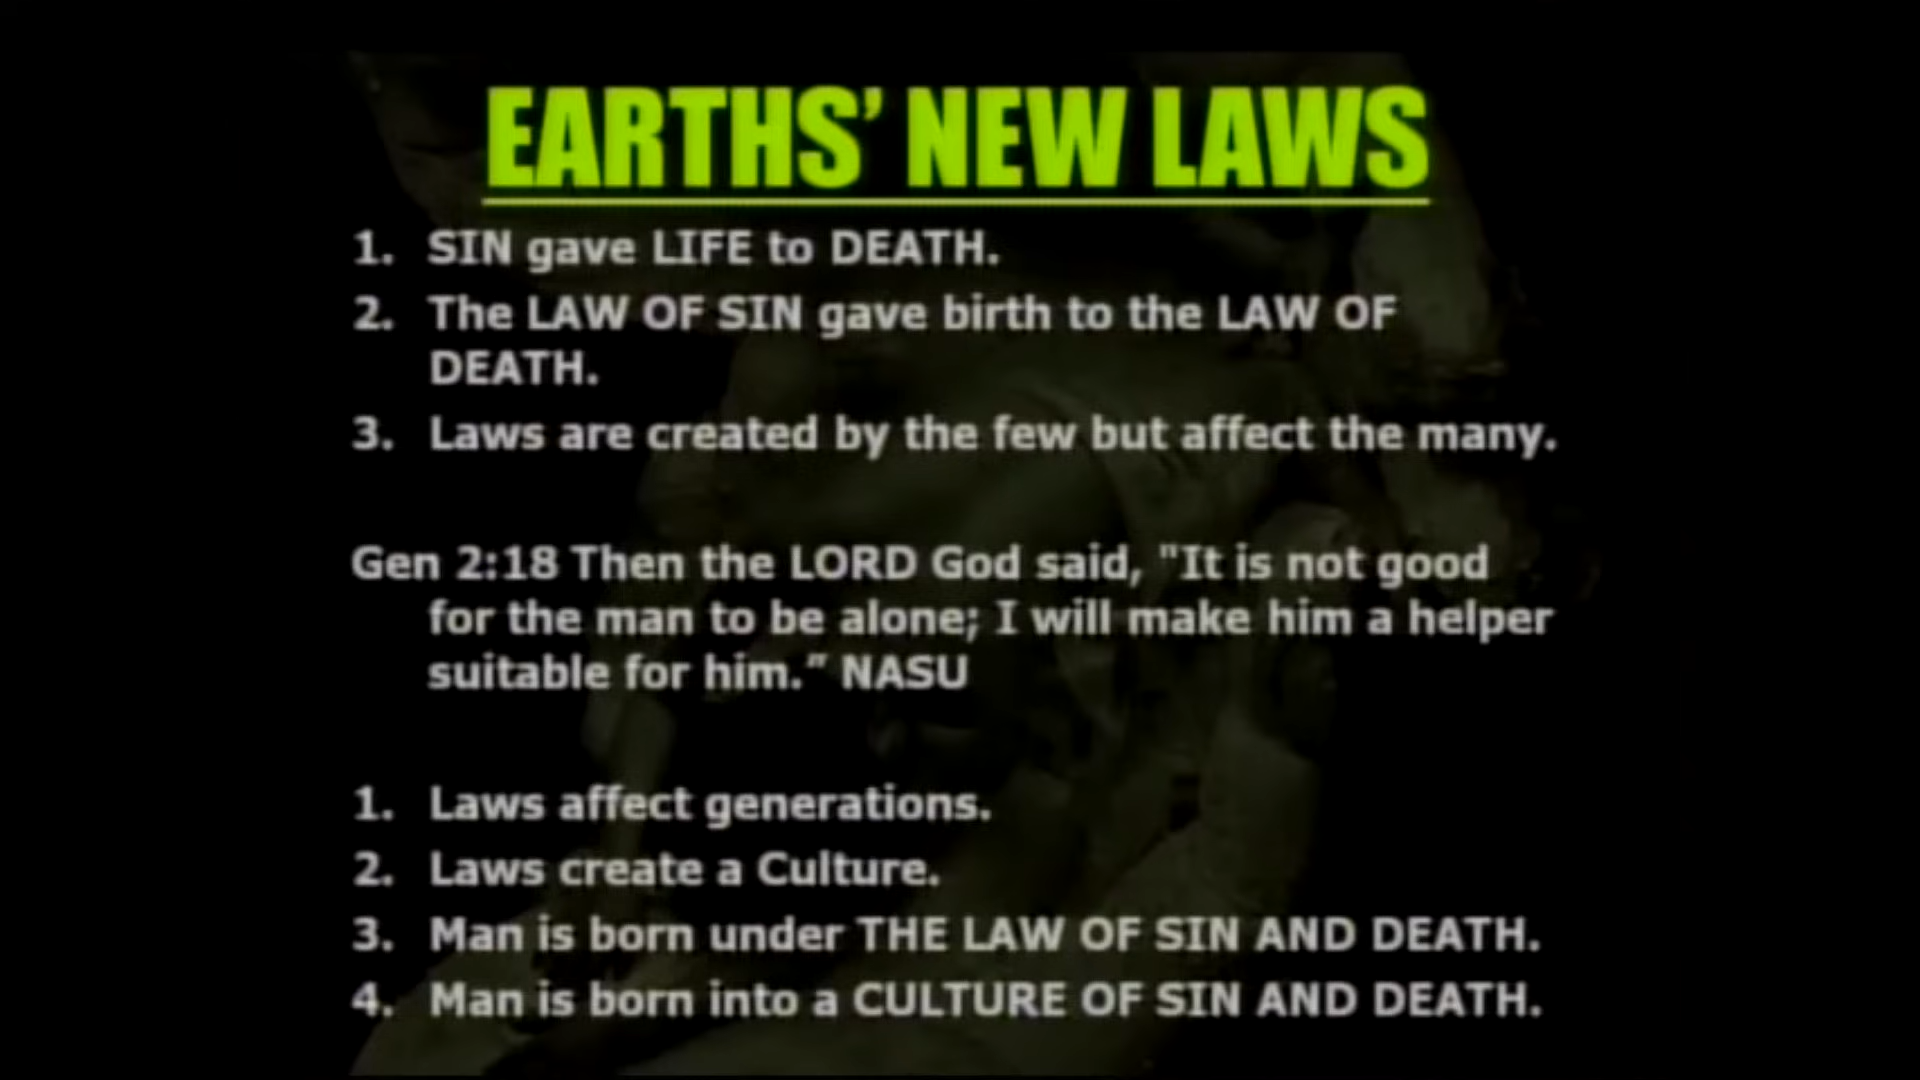 EARTHS’ NEW LAWS
1. SIN gave LIFE to DEATH.
2. The LAW OF SIN gave birth to the LAW OF
DEATH.
3. Laws are created by the few but affect the many.
Gen 2:18 Then the LORD God said, "It is not good
for the man to be alone; I will make him a helper
suitable for him.” NASU
1. Laws affect generations.
2. Laws create a Culture.
3. Man is born under THE LAW OF SIN AND DEATH.
4. Man is born into a CULTURE OF SIN AND DEATH.